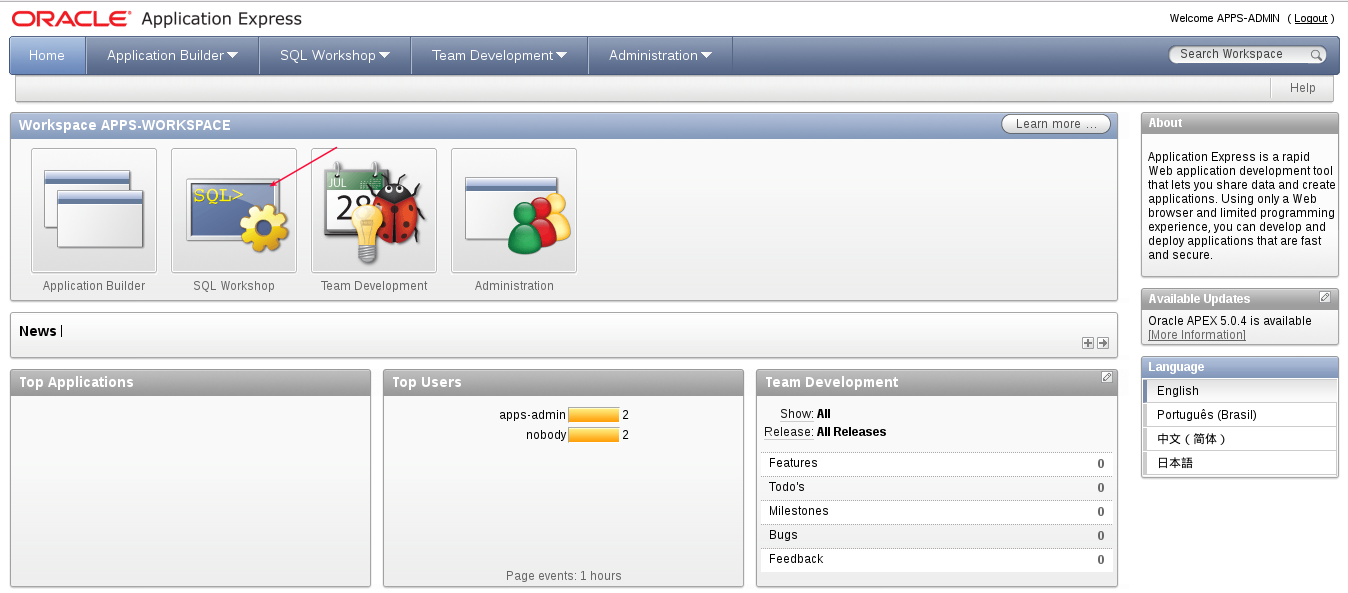 ORACLE Application Express
Welcome APPS-ADMIN ( Logout )
Home Application Builder SQL Workshop Team Development Administration
Search Workspace
Help
Workspace APPS-WORKSPACE
Learn more ...
SQL>
JUL
28
Application Builder
SQL Workshop
Team Development
Administration
News
Top Applications
Top Users
apps-admin 2
nobody 2
Page events: 1 hours
Team Development
Show: All
Release: All Releases
Features 0
Todo's 0
Milestones 0
Bugs 0
Feedback 0
About
Application Express is a rapid
Web application development tool
that lets you share data and create
applications. Using only a Web
browser and limited programming
experience, you can develop and
deploy applications that are fast
and secure.
Available Updates
Oracle APEX 5.0.4 is available
[More Information]
Language
English
Português (Brasil)
中文 ( 简体 )
日本語